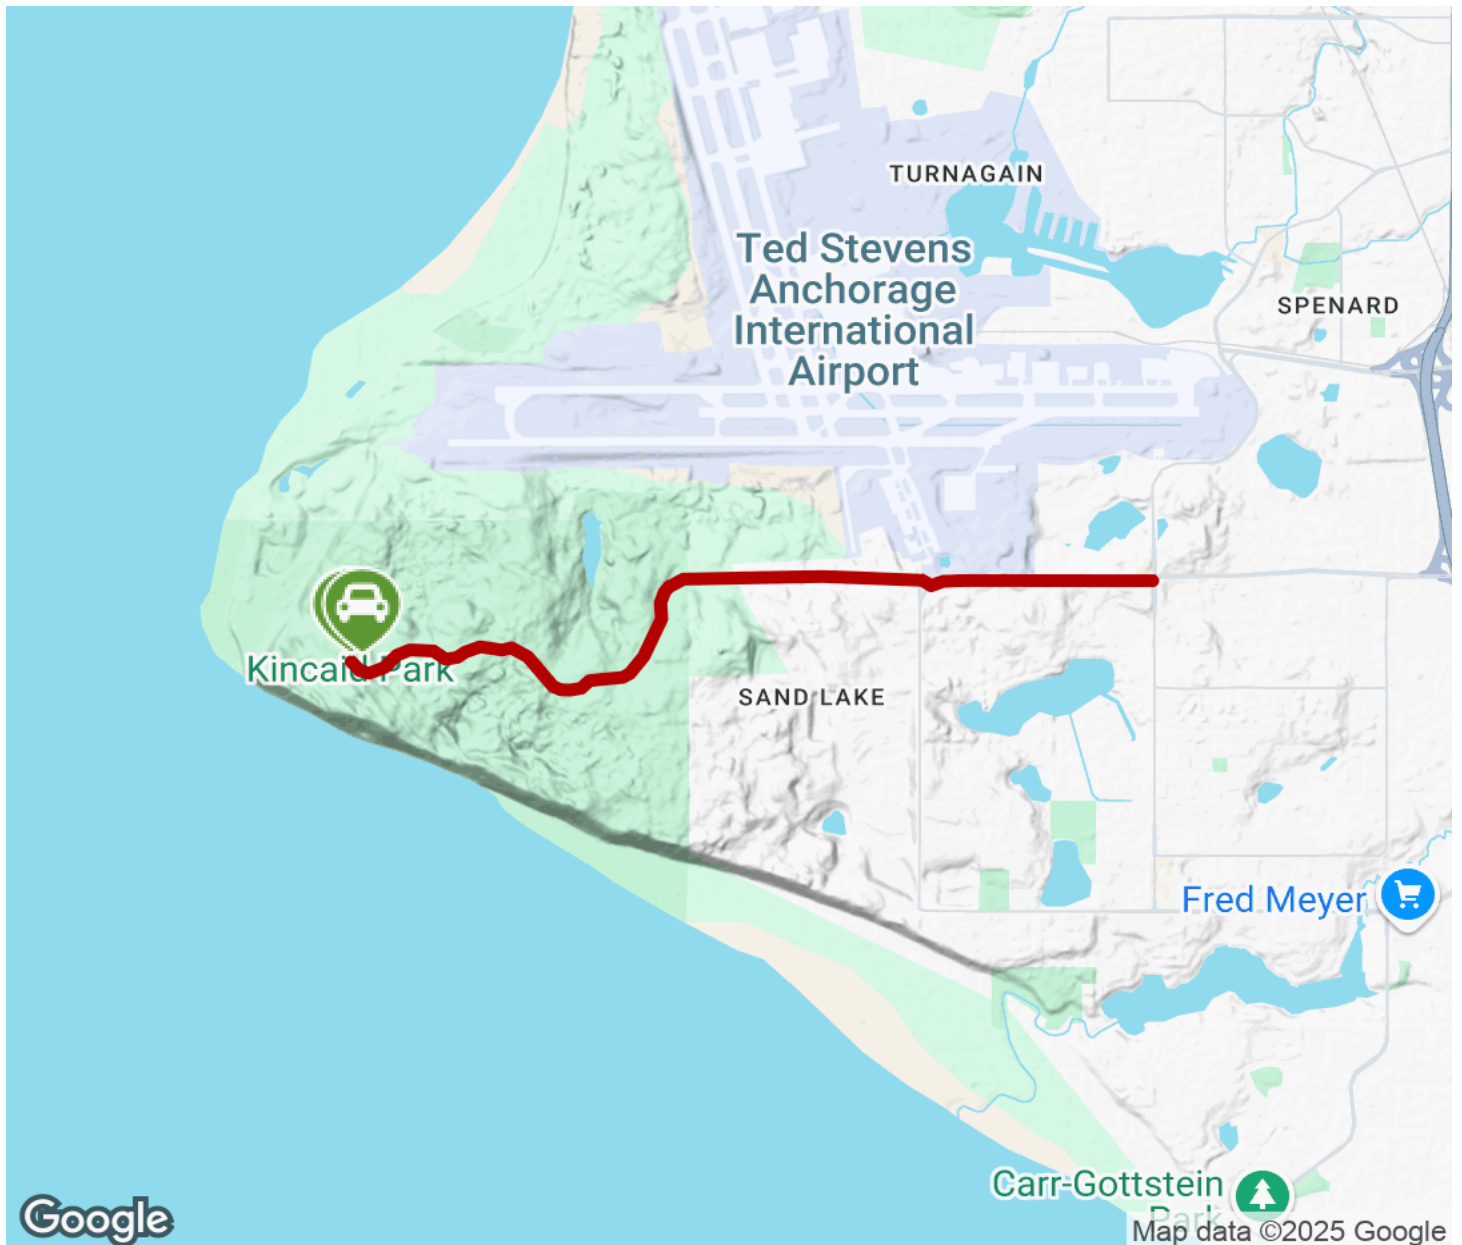 TURNAGAIN
Ted Stevens
Anchorage
International
Airport
SPENARD
Kincaid Park
SAND LAKE
Fred Meyer
Carr-Gottstein
Park
Google
Map data ©2025 Google